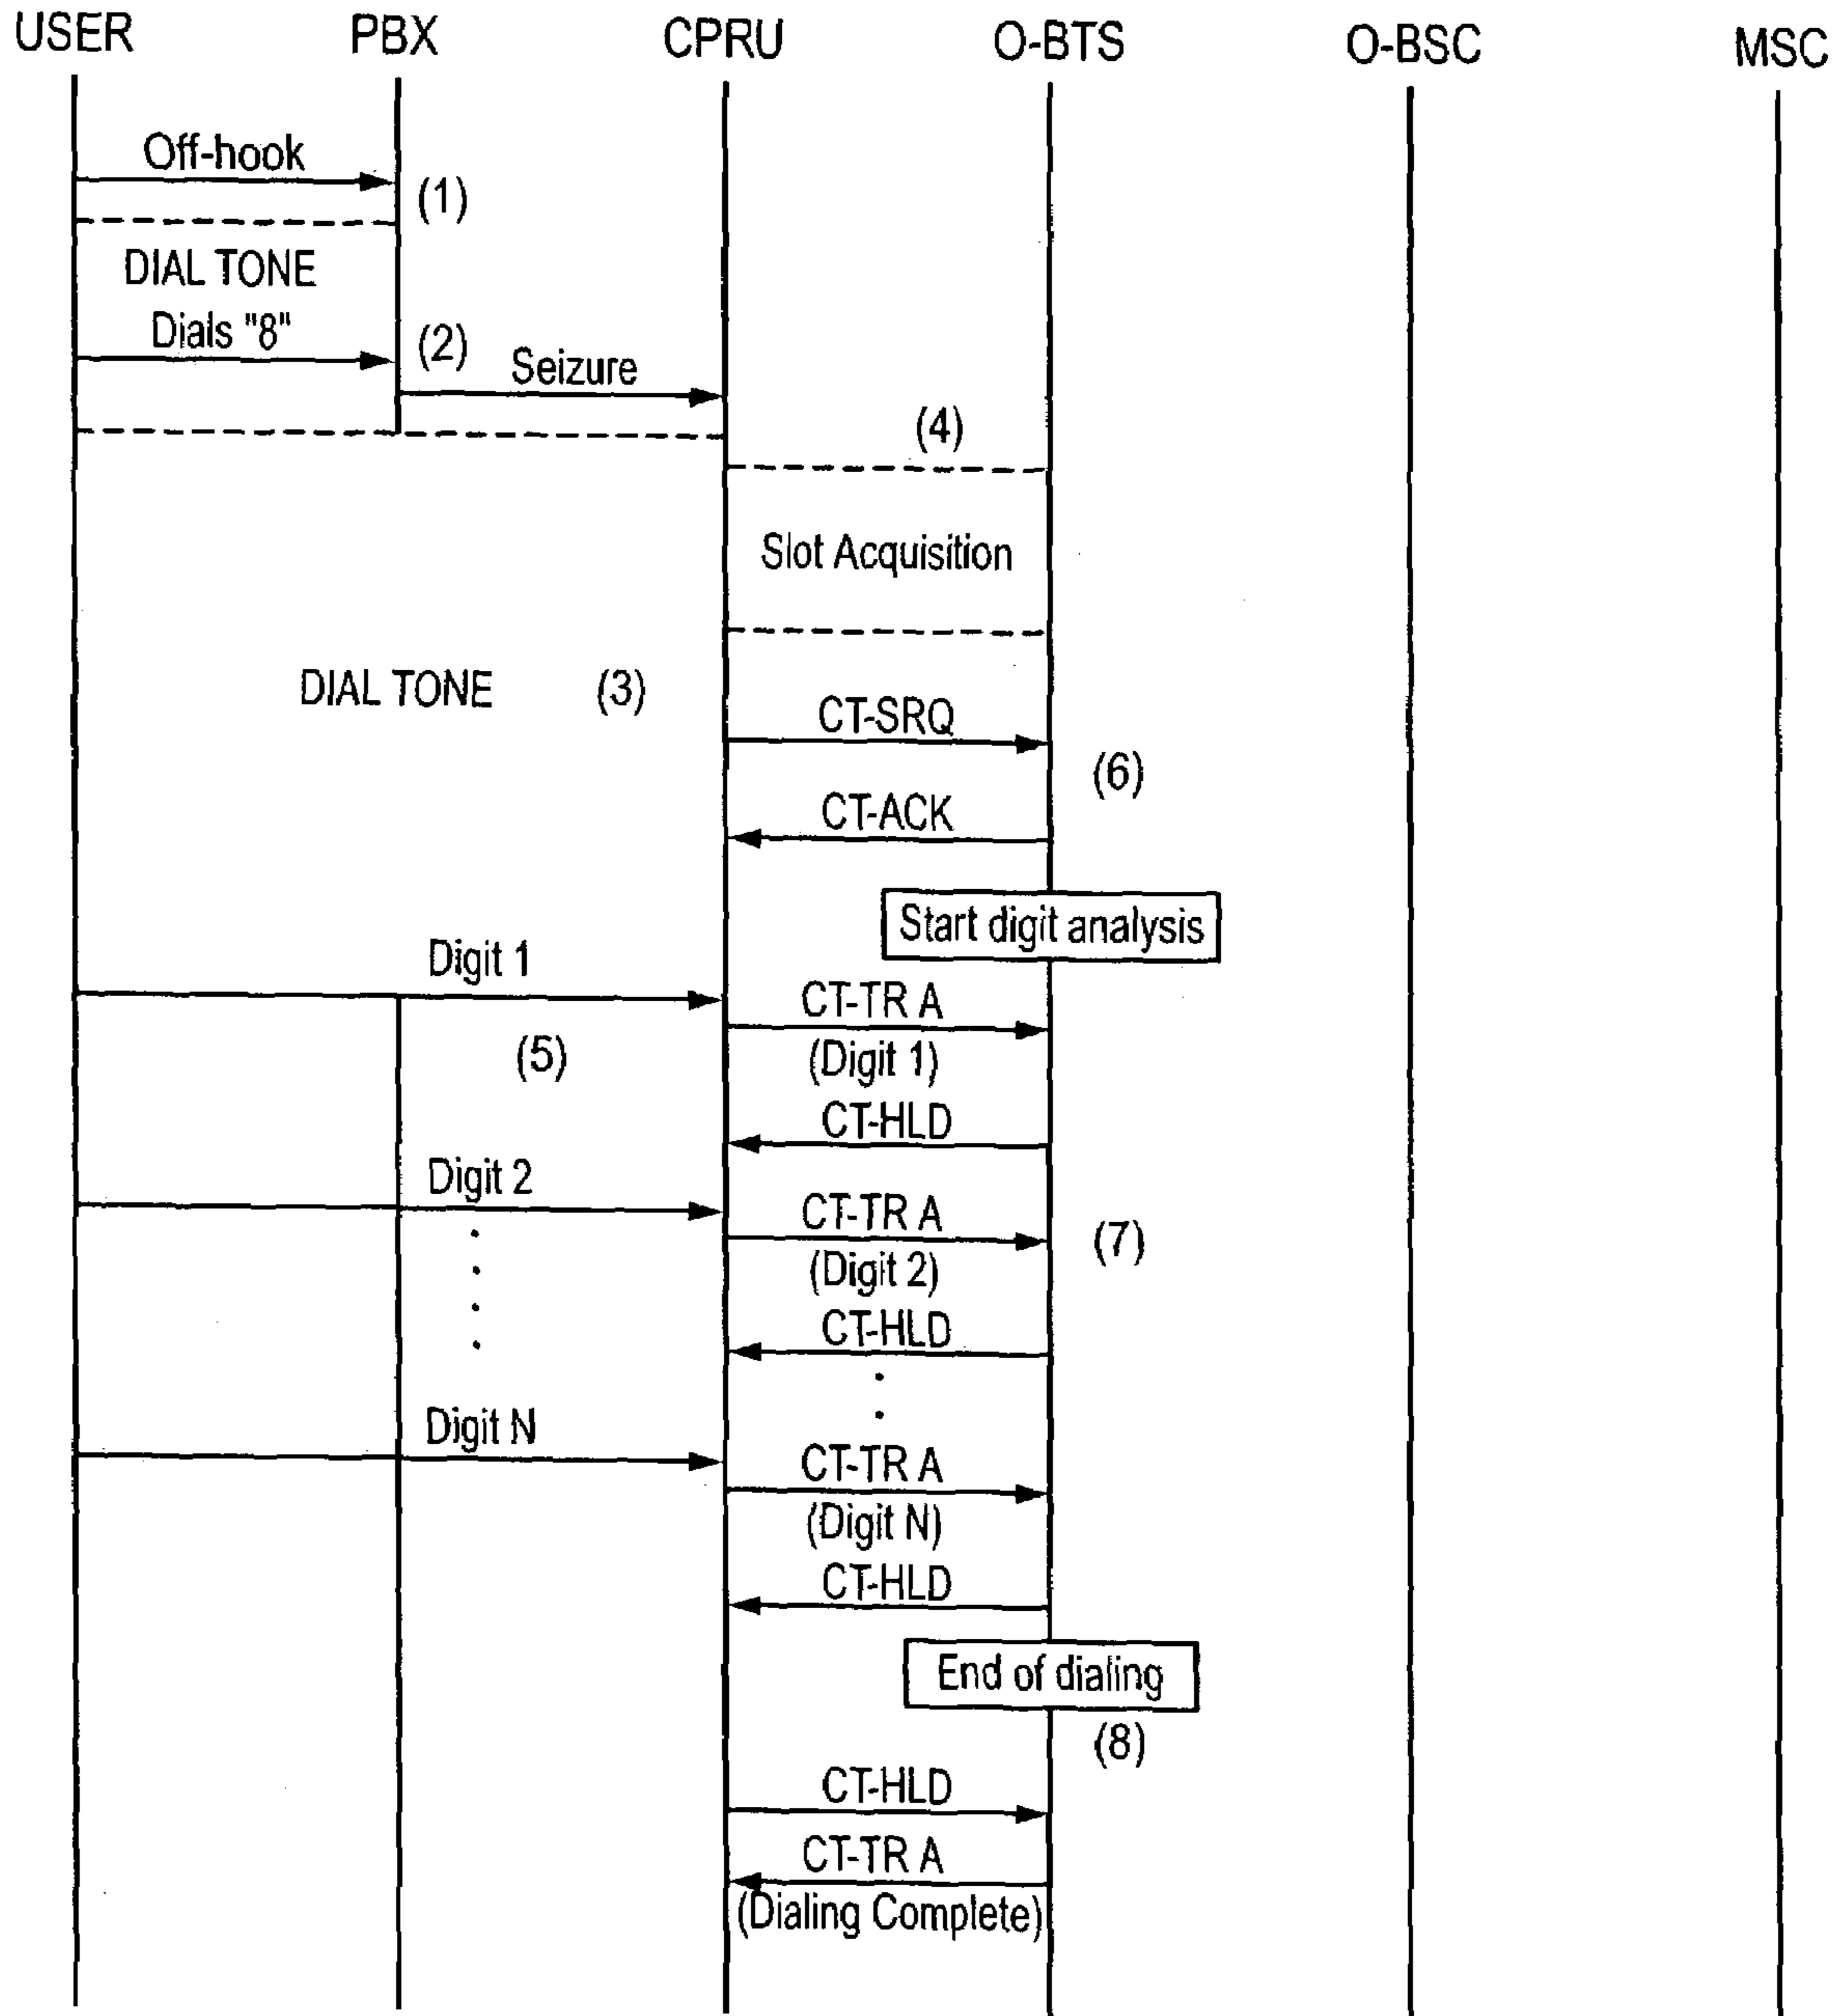 USER PBX CPRU O-BTS O-BSC MSC
Off-hook
(1)
DIAL TONE
Dials "8"
(2)
Seizure
(4)
Slot Acquisition
DIAL TONE (3)
CT-SRQ
(6)
CT-ACK
Start digit analysis
Digit 1
CT-TR A
(5)
(Digit 1)
CT-HLD
Digit 2
CT-TR A
(7)
(Digit 2)
CT-HLD
Digit N
CT-TR A
(Digit N)
CT-HLD
End of dialing
(8)
CT-HLD
CT-TR A
(Dialing Complete)